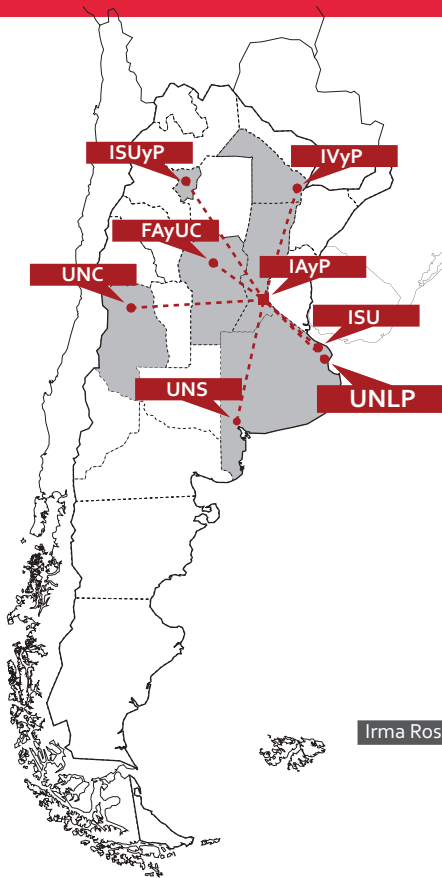 ISUyP
IVyP
FAyUC
IAyP
UNC
ISU
UNS
UNLP
Irma Ros